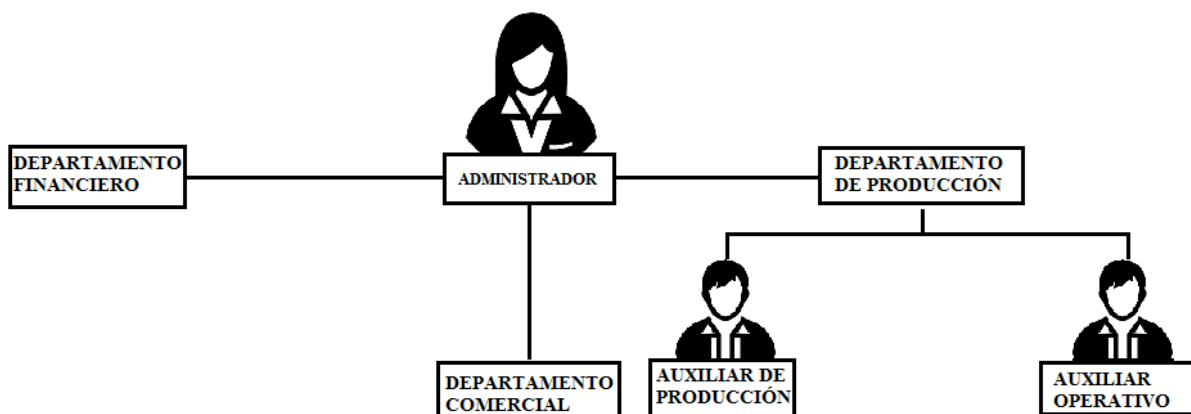 DEPARTAMENTO
FINANCIERO
ADMINISTRADOR
DEPARTAMENTO
DE PRODUCCIÓN
DEPARTAMENTO
COMERCIAL
AUXILIAR DE
PRODUCCIÓN
AUXILIAR
OPERATIVO